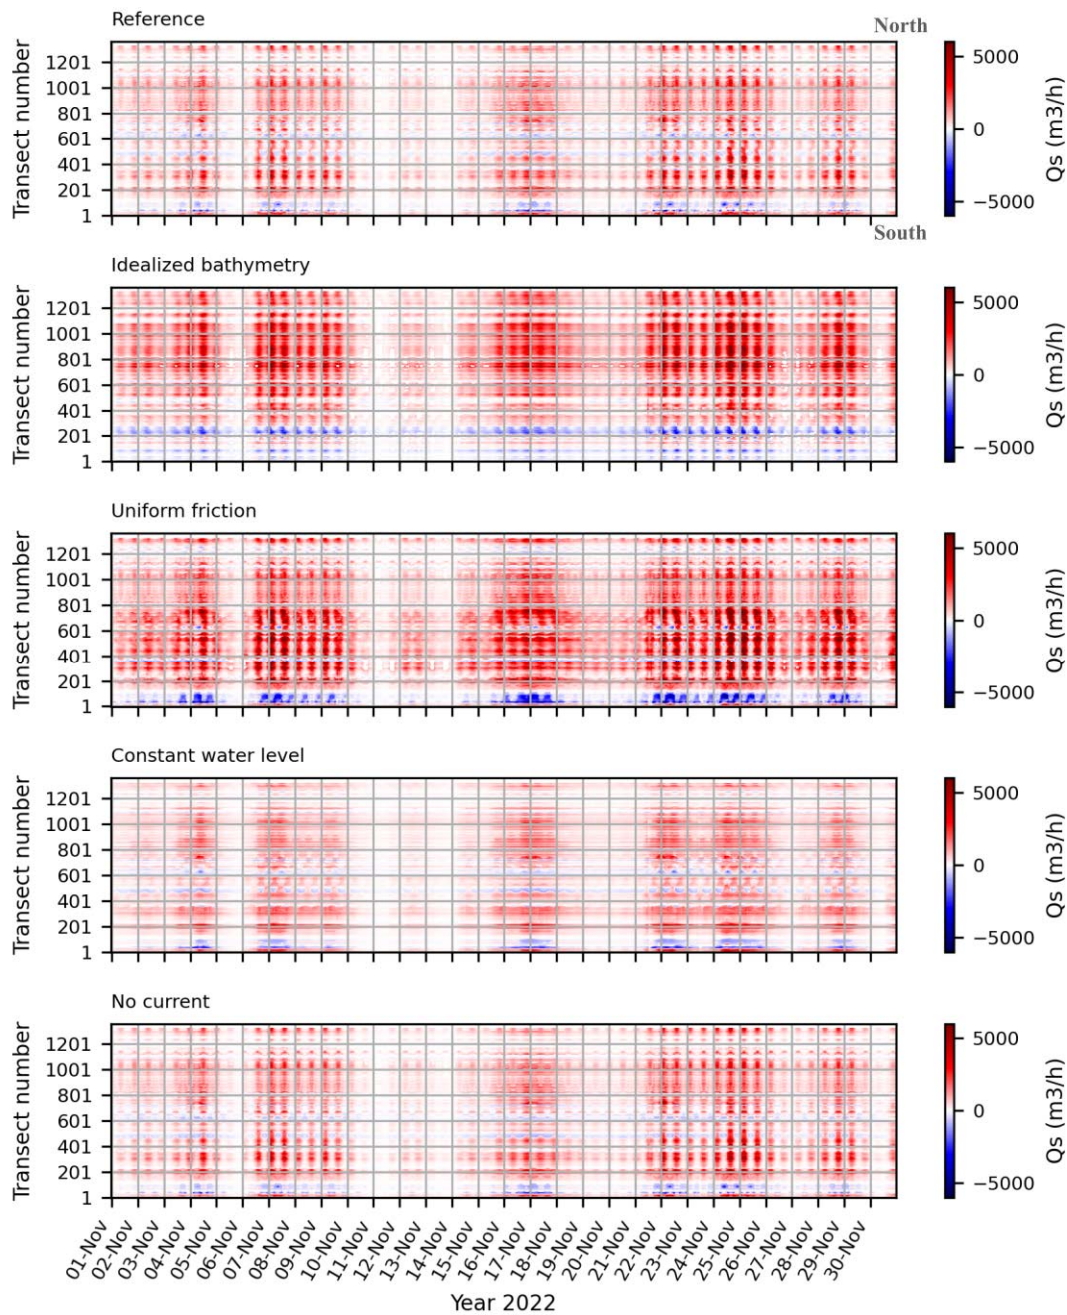 Reference
North
Transect number
1201
1001
801
601
401
201
1
5000
0
−5000
Qs (m3/h)
South
Idealized bathymetry
Transect number
1201
1001
801
601
401
201
1
5000
0
−5000
Qs (m3/h)
Uniform friction
Transect number
1201
1001
801
601
401
201
1
5000
0
−5000
Qs (m3/h)
Constant water level
Transect number
1201
1001
801
601
401
201
1
5000
0
−5000
Qs (m3/h)
No current
Transect number
1201
1001
801
601
401
201
1
5000
0
−5000
Qs (m3/h)
01-Nov
02-Nov
03-Nov
04-Nov
05-Nov
06-Nov
07-Nov
08-Nov
09-Nov
10-Nov
11-Nov
12-Nov
13-Nov
14-Nov
15-Nov
16-Nov
17-Nov
18-Nov
19-Nov
20-Nov
21-Nov
22-Nov
23-Nov
24-Nov
25-Nov
26-Nov
27-Nov
28-Nov
29-Nov
30-Nov
Year 2022